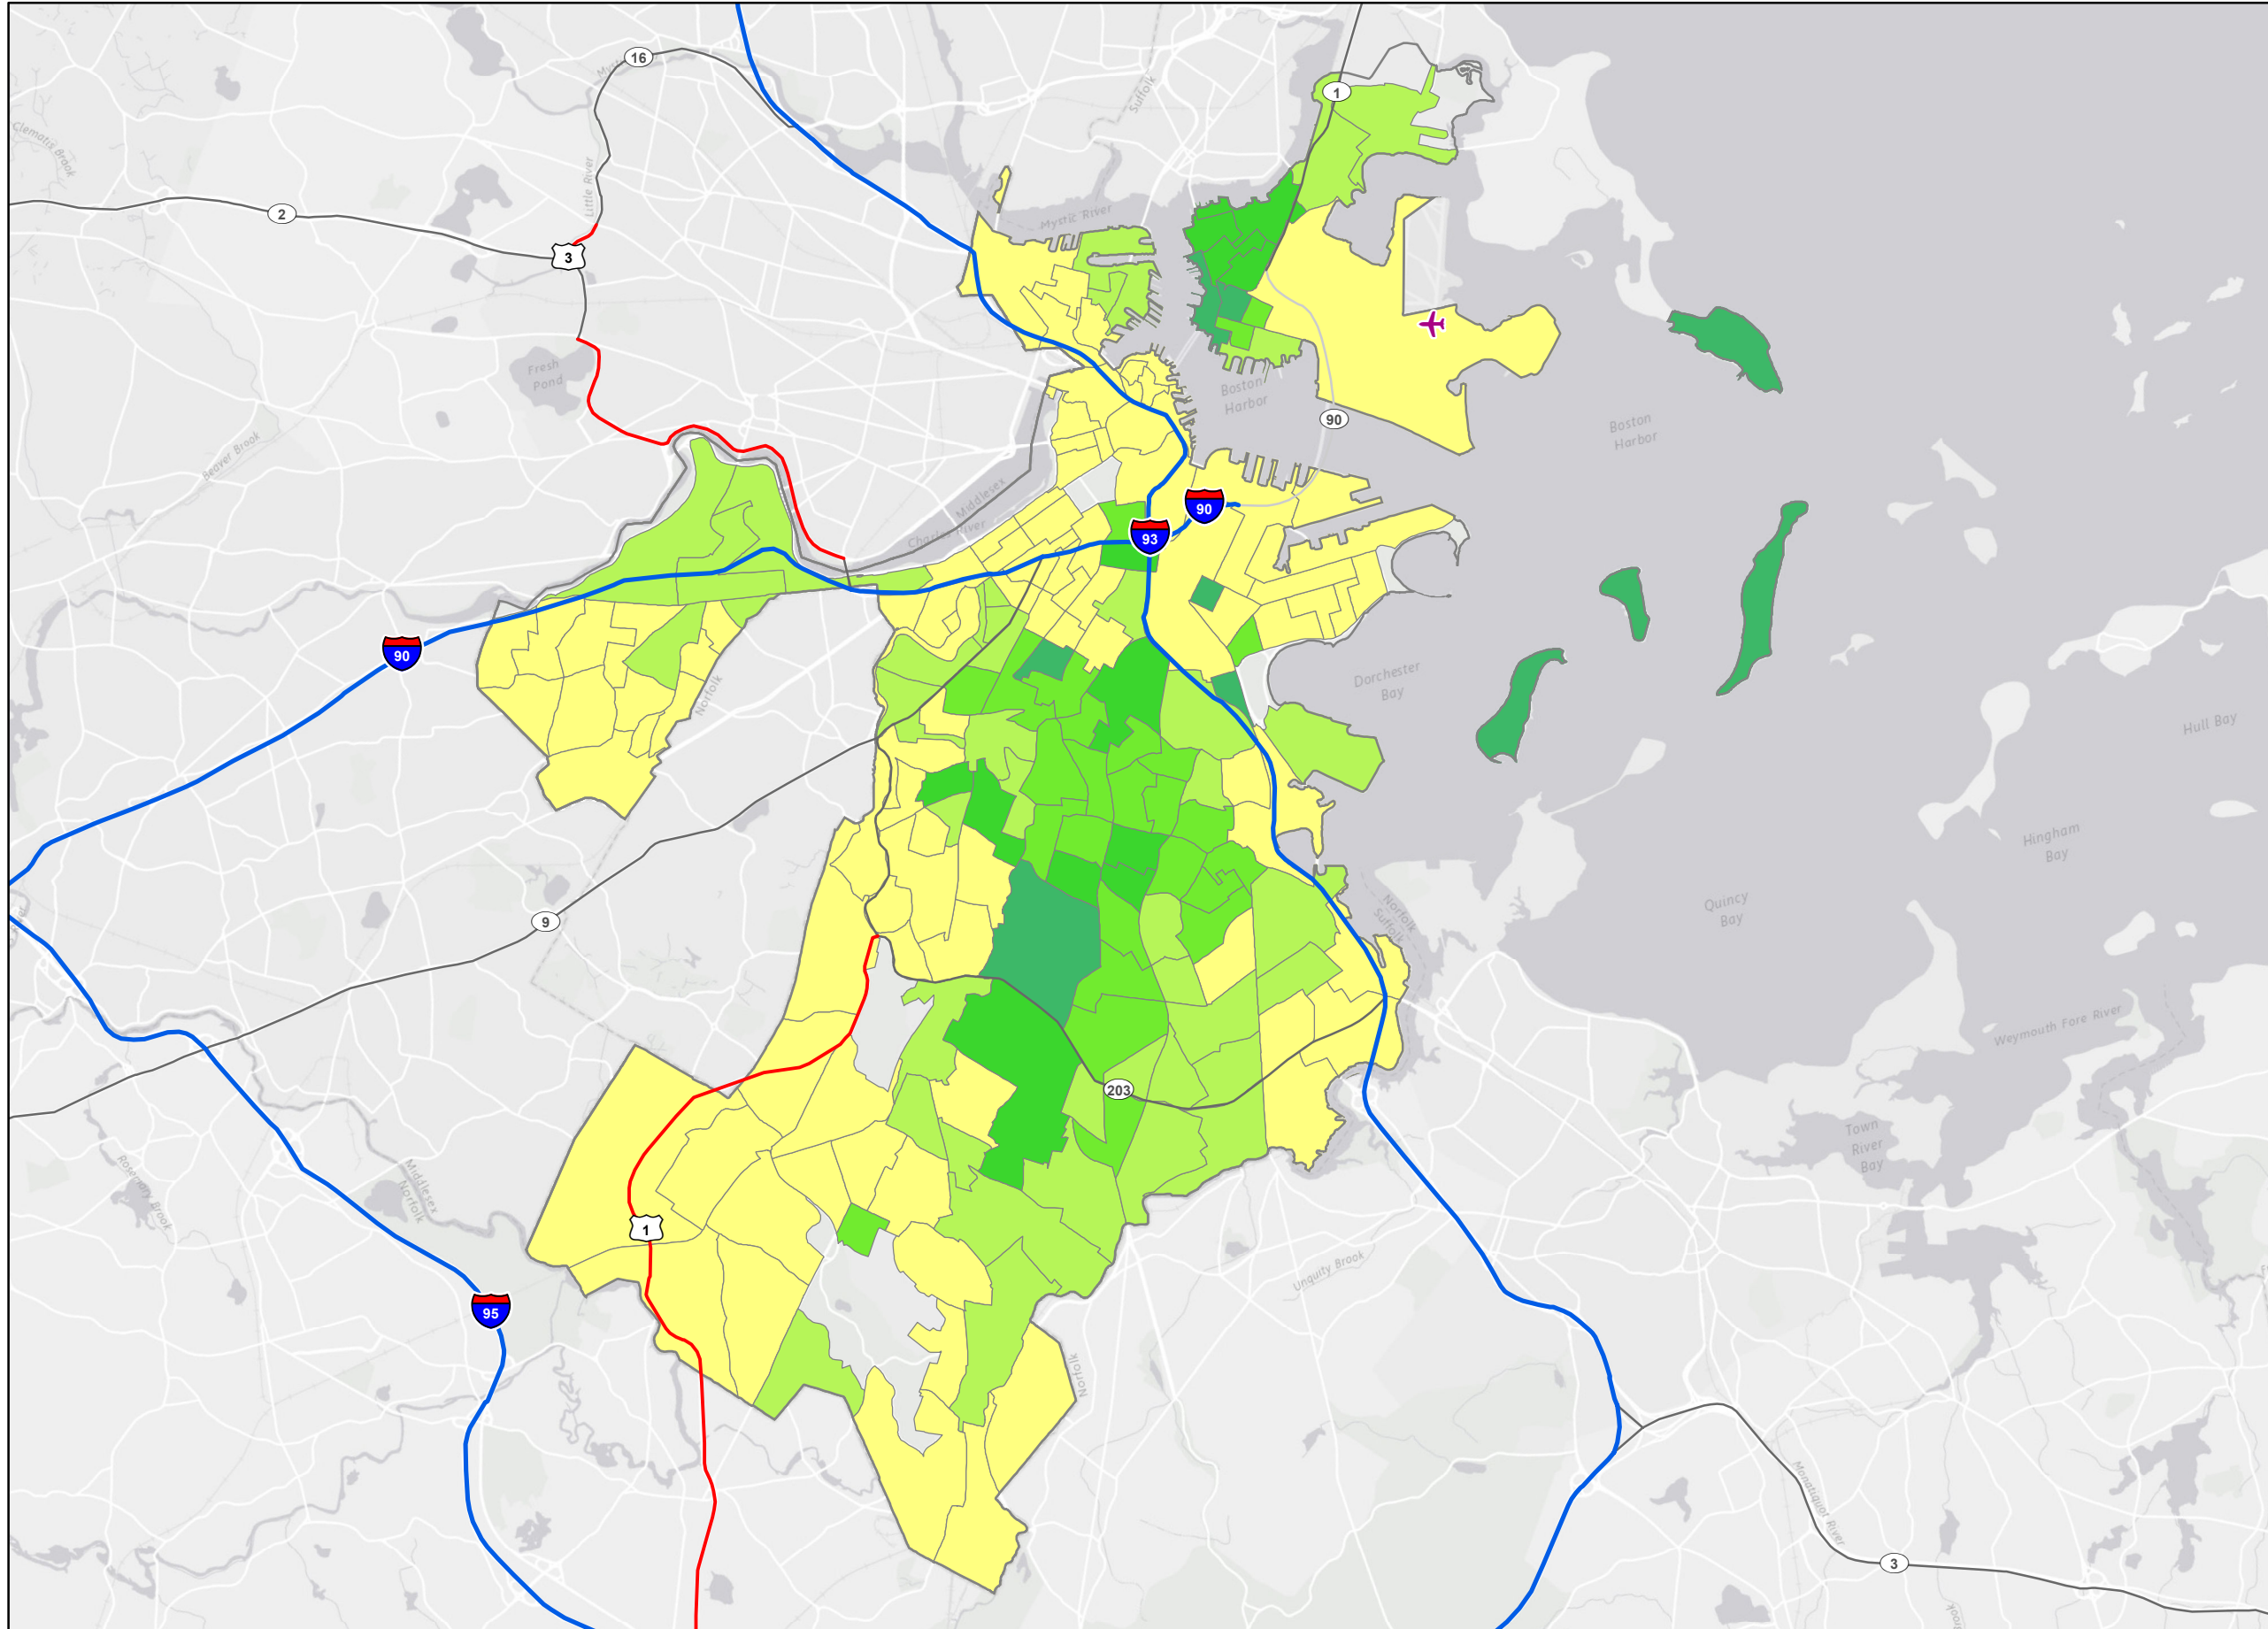 16
Suffolk
1
Clematis Brook
Little River
2
Mystic River
3
Fresh
Pond
Boston
Harbor
90
Boston
Harbor
Beaver Brook
Middlesex
Charles River
90
93
90
Norfolk
Dorchester
Bay
Hull Bay
Hingham
Bay
Quincy
Bay
Norfolk
Suffolk
9
Weymouth Fore River
203
Town
River
Bay
Rosemary Brook
Middlesex
Norfolk
1
Unquity Brook
95
Norfolk
Monatiquot River
3